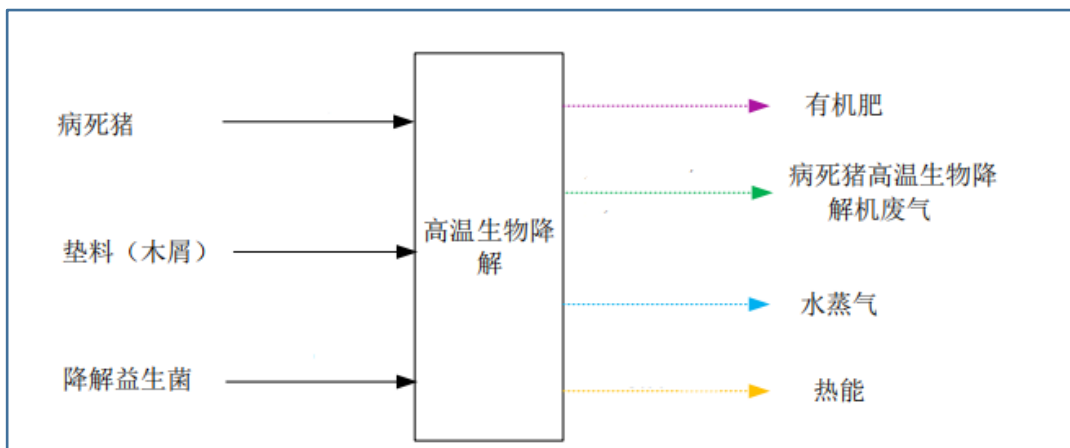 病死猪
垫料（木屑）
降解益生菌
高温生物降
解
有机肥
病死猪高温生物降
解机废气
水蒸气
热能